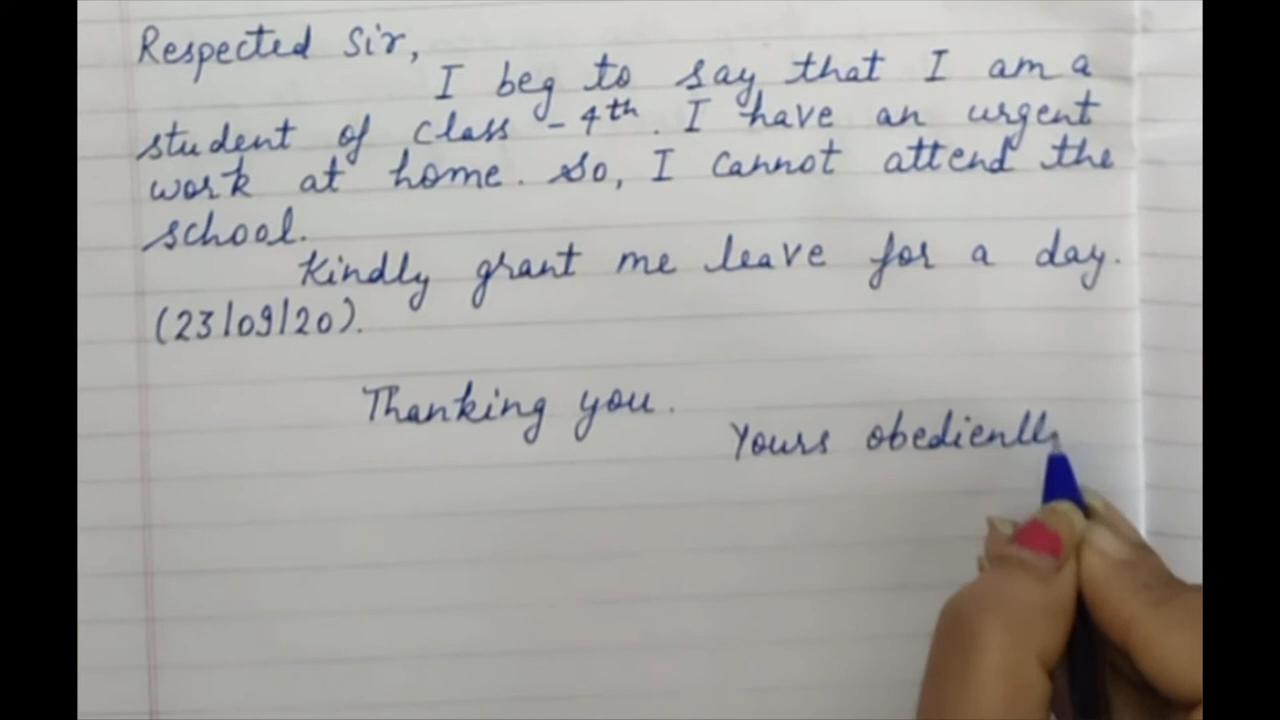 Respected Sir,
I beg to say that I am a
student of class - 4th. I have an urgent
work at home. So, I cannot attend the
school.
Kindly grant me leave for a day.
(23/09/20).
Thanking you.
Yours obediently